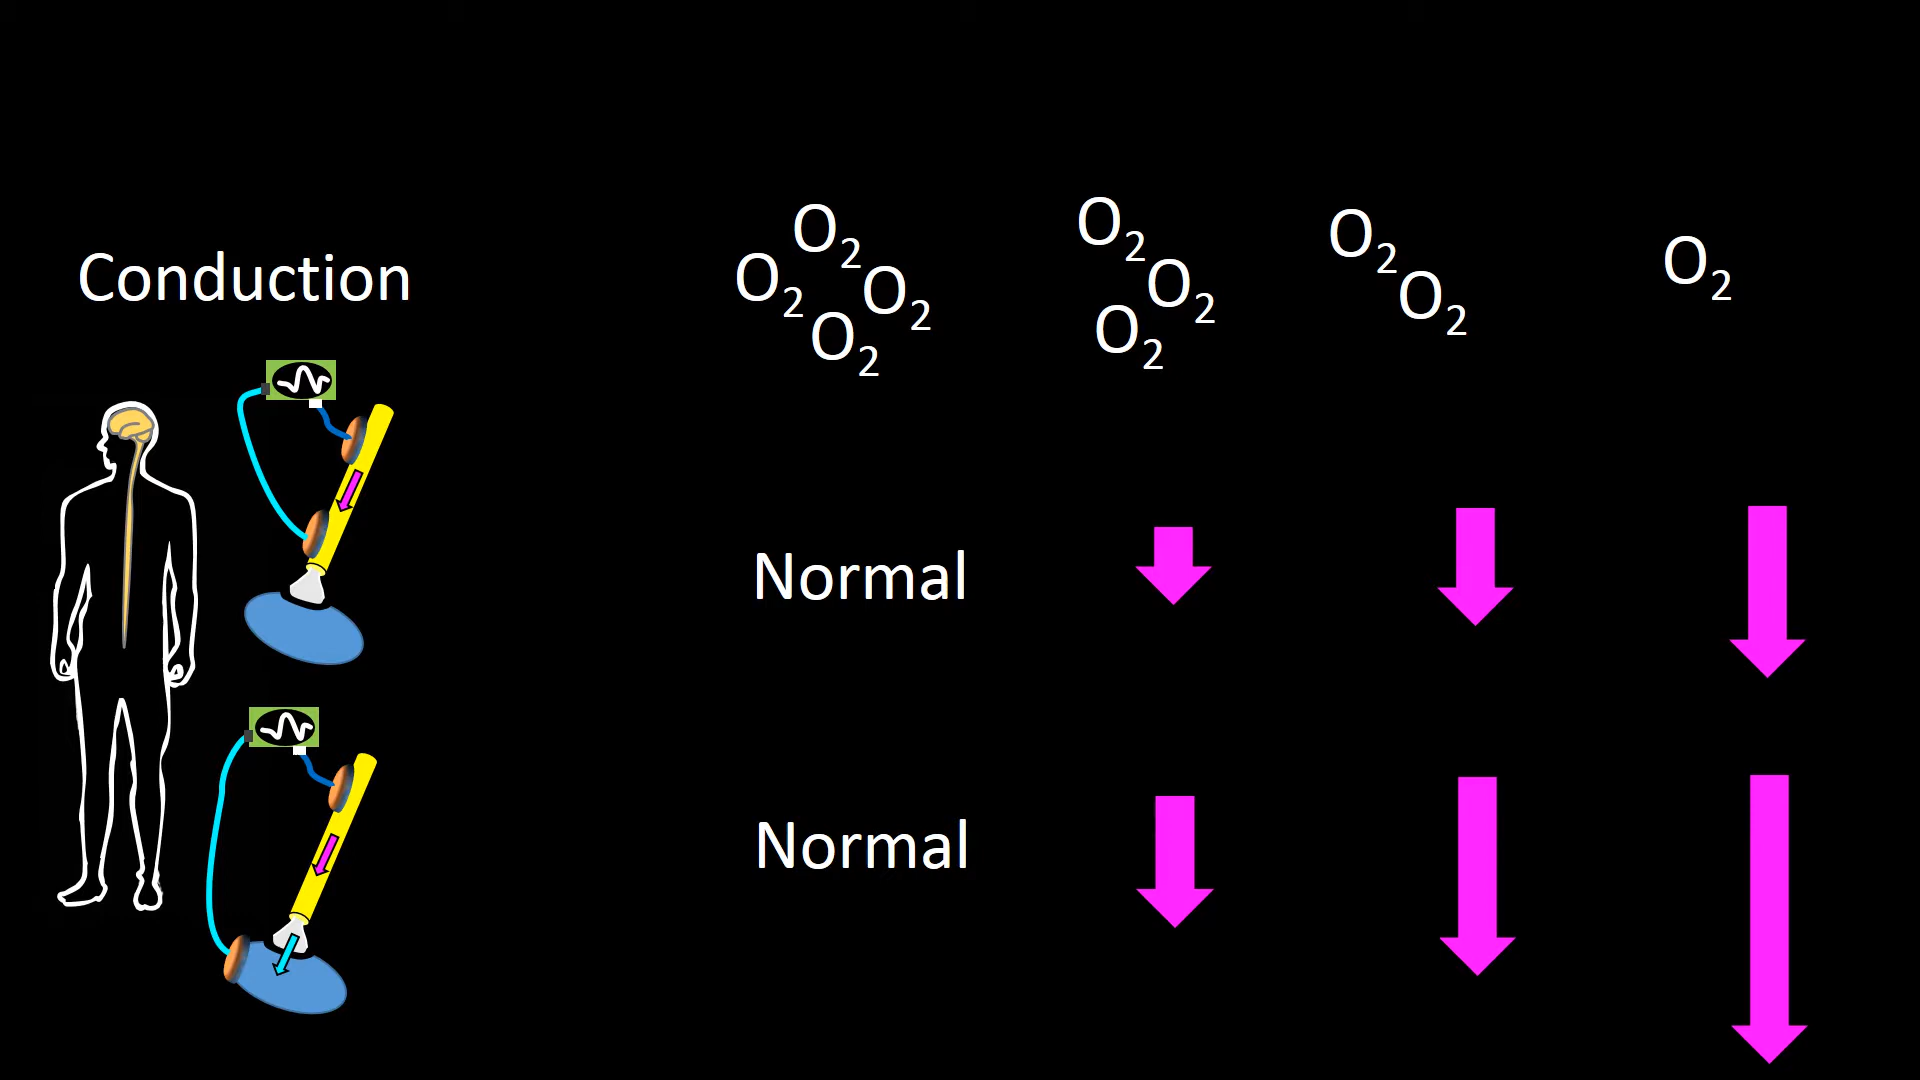 Conduction
O₂ O₂ O₂ O₂
O₂ O₂ O₂
O₂ O₂
O₂
Normal
Normal